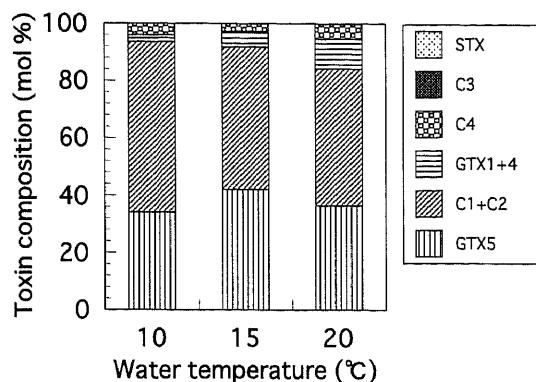 100
80
60
40
20
0
Toxin composition (mol %)
10 15 20
Water temperature (℃)
STX
C3
C4
GTX1+4
C1+C2
GTX5